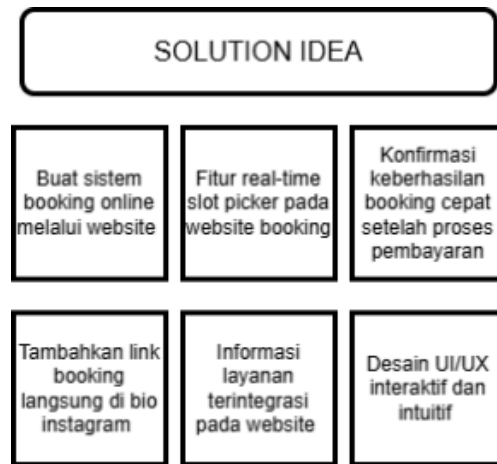 SOLUTION IDEA
Buat sistem
booking online
melalui website
Fitur real-time
slot picker pada
website booking
Konfirmasi
keberhasilan
booking cepat
setelah proses
pembayaran
Tambahkan link
booking
langsung di bio
instagram
Informasi
layanan
terintegrasi
pada website
Desain UI/UX
interaktif dan
intuitif